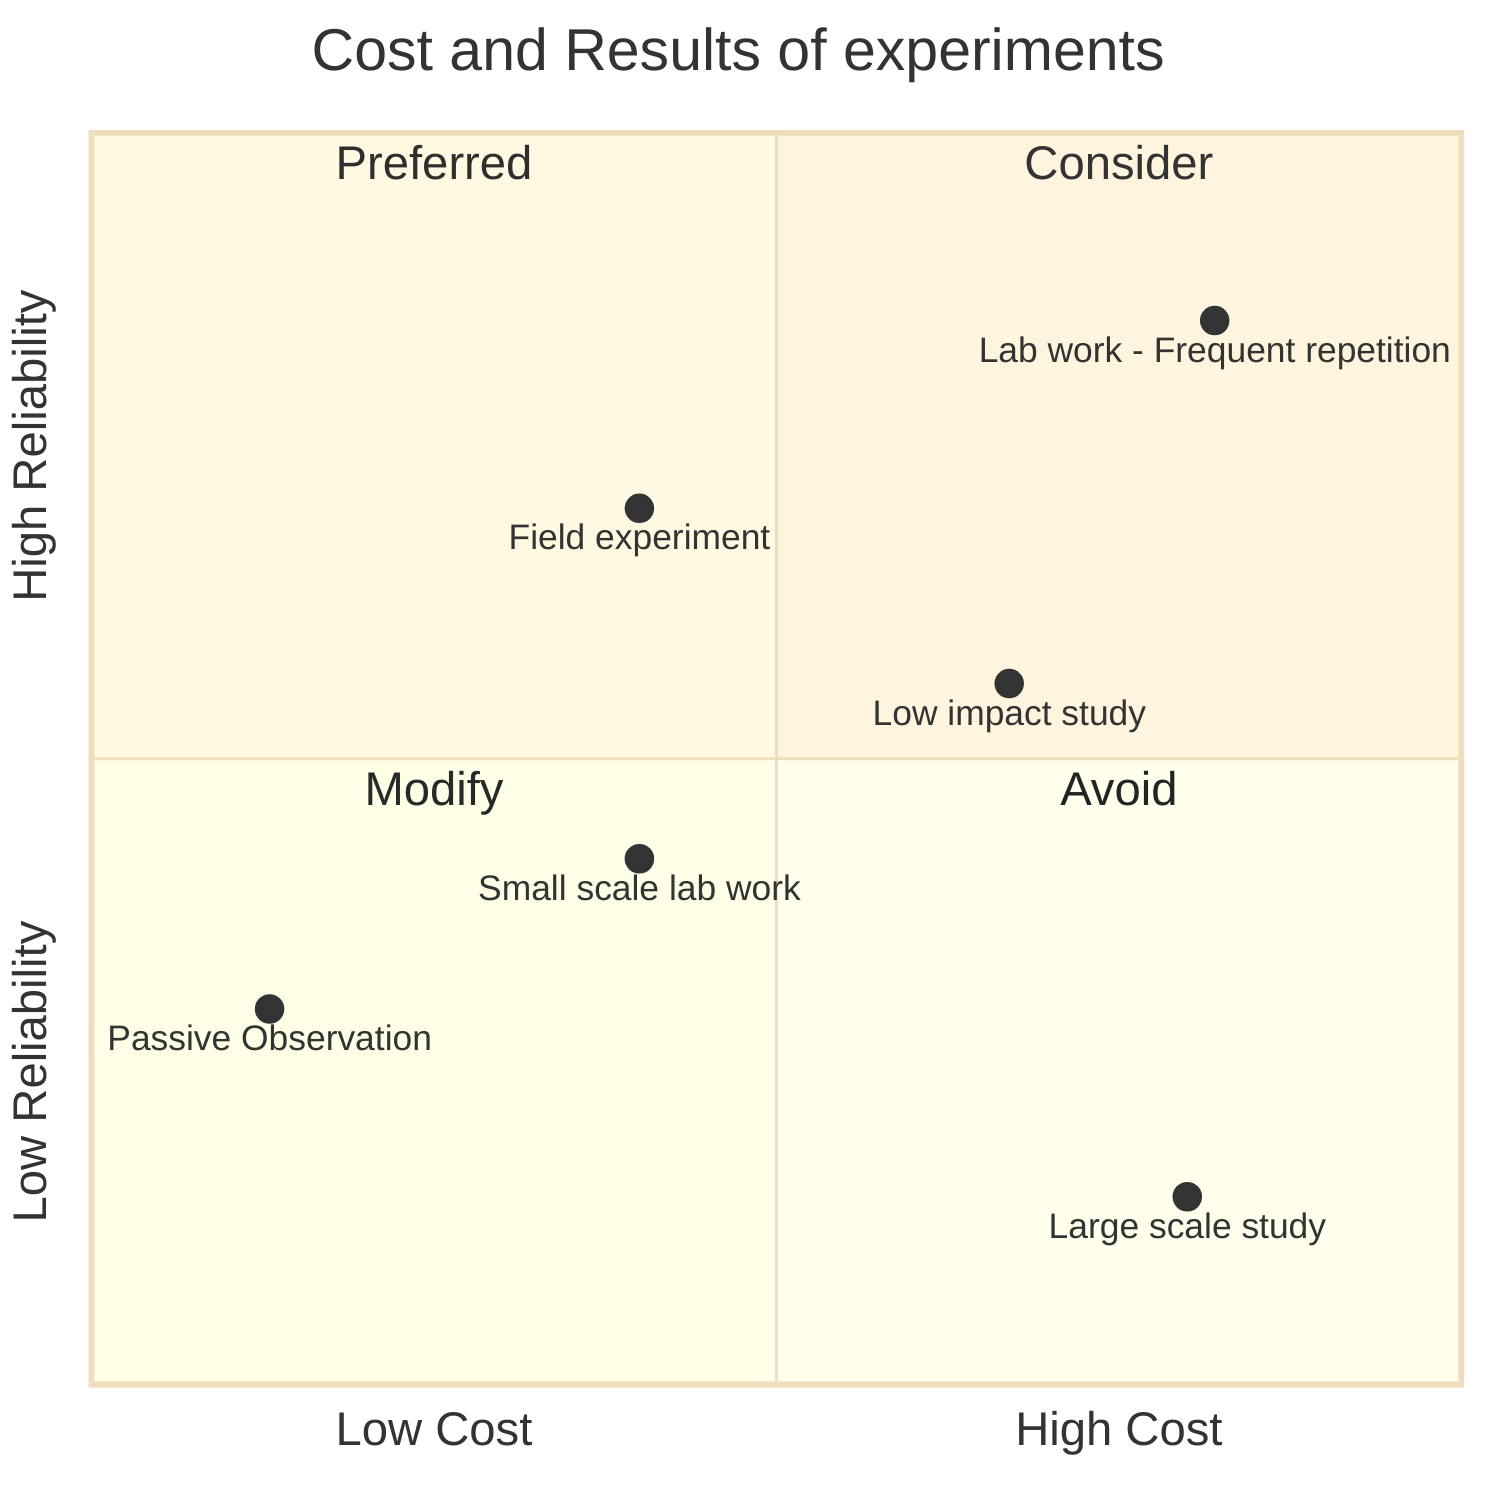 Cost and Results of experiments
Preferred
Consider
High Reliability
Lab work - Frequent repetition
Field experiment
Low impact study
Modify
Avoid
Small scale lab work
Low Reliability
Passive Observation
Large scale study
Low Cost
High Cost